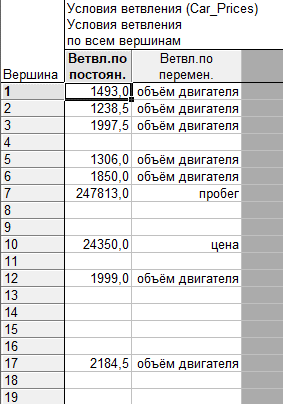 Условия ветвления (Car_Prices)
Условия ветвления
по всем вершинам
Вершина Ветвл.по постоян. Ветвл.по перемен.
1 1493,0 объём двигателя
2 1238,5 объём двигателя
3 1997,5 объём двигателя
4
5 1306,0 объём двигателя
6 1850,0 объём двигателя
7 247813,0 пробег
8
9
10 24350,0 цена
11
12 1999,0 объём двигателя
13
14
15
16
17 2184,5 объём двигателя
18
19